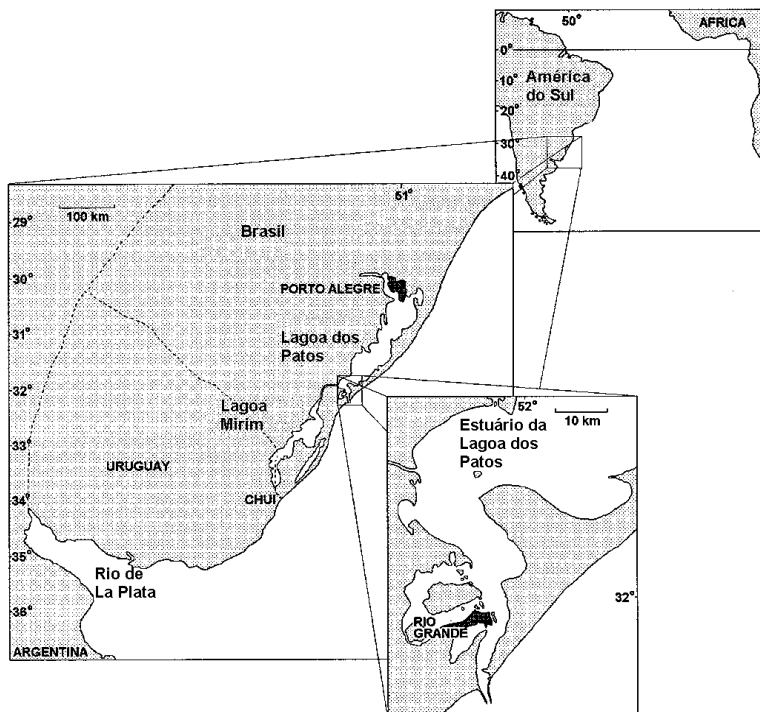 50°
AFRICA
0°
10°
20°
30°
40°
América
do Sul
51°
100 km
29°
30°
31°
32°
33°
34°
35°
36°
Brasil
PORTO ALEGRE
Lagoa dos
Patos
Lagoa
Mirim
URUGUAY
CHUI
Rio de
La Plata
ARGENTINA
52°
10 km
Estuário da
Lagoa dos
Patos
32°
RIO
GRANDE